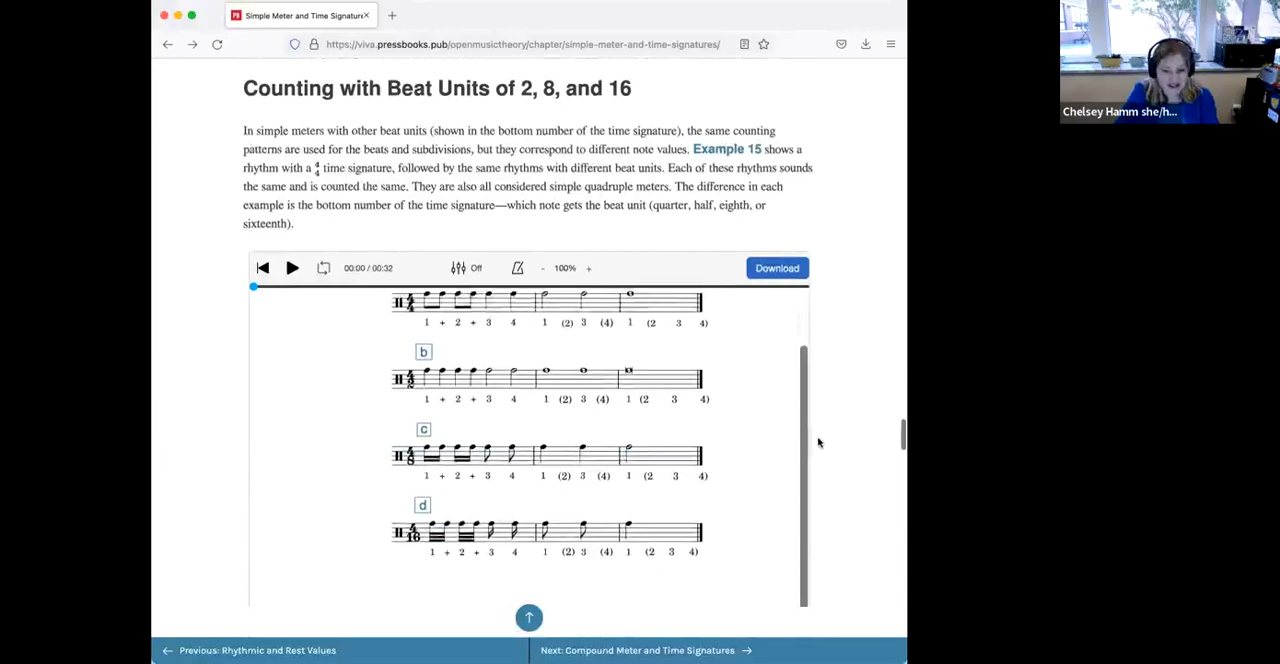 PB Simple Meter and Time Signature
https://viva.pressbooks.pub/openmusictheory/chapter/simple-meter-and-time-signatures/
Chelsey Hamm she/h...
Counting with Beat Units of 2, 8, and 16
In simple meters with other beat units (shown in the bottom number of the time signature), the same counting
patterns are used for the beats and subdivisions, but they correspond to different note values. Example 15 shows a
rhythm with a 4/4 time signature, followed by the same rhythms with different beat units. Each of these rhythms sounds
the same and is counted the same. They are also all considered simple quadruple meters. The difference in each
example is the bottom number of the time signature—which note gets the beat unit (quarter, half, eighth, or
sixteenth).
00:00 / 00:32 Off - 100% + Download
4/4
1 + 2 + 3 4 1 (2) 3 (4) 1 (2 3 4)
b
4/2
1 + 2 + 3 4 1 (2) 3 (4) 1 (2 3 4)
c
4/8
1 + 2 + 3 4 1 (2) 3 (4) 1 (2 3 4)
d
4/16
1 + 2 + 3 4 1 (2) 3 (4) 1 (2 3 4)
← Previous: Rhythmic and Rest Values
Next: Compound Meter and Time Signatures →